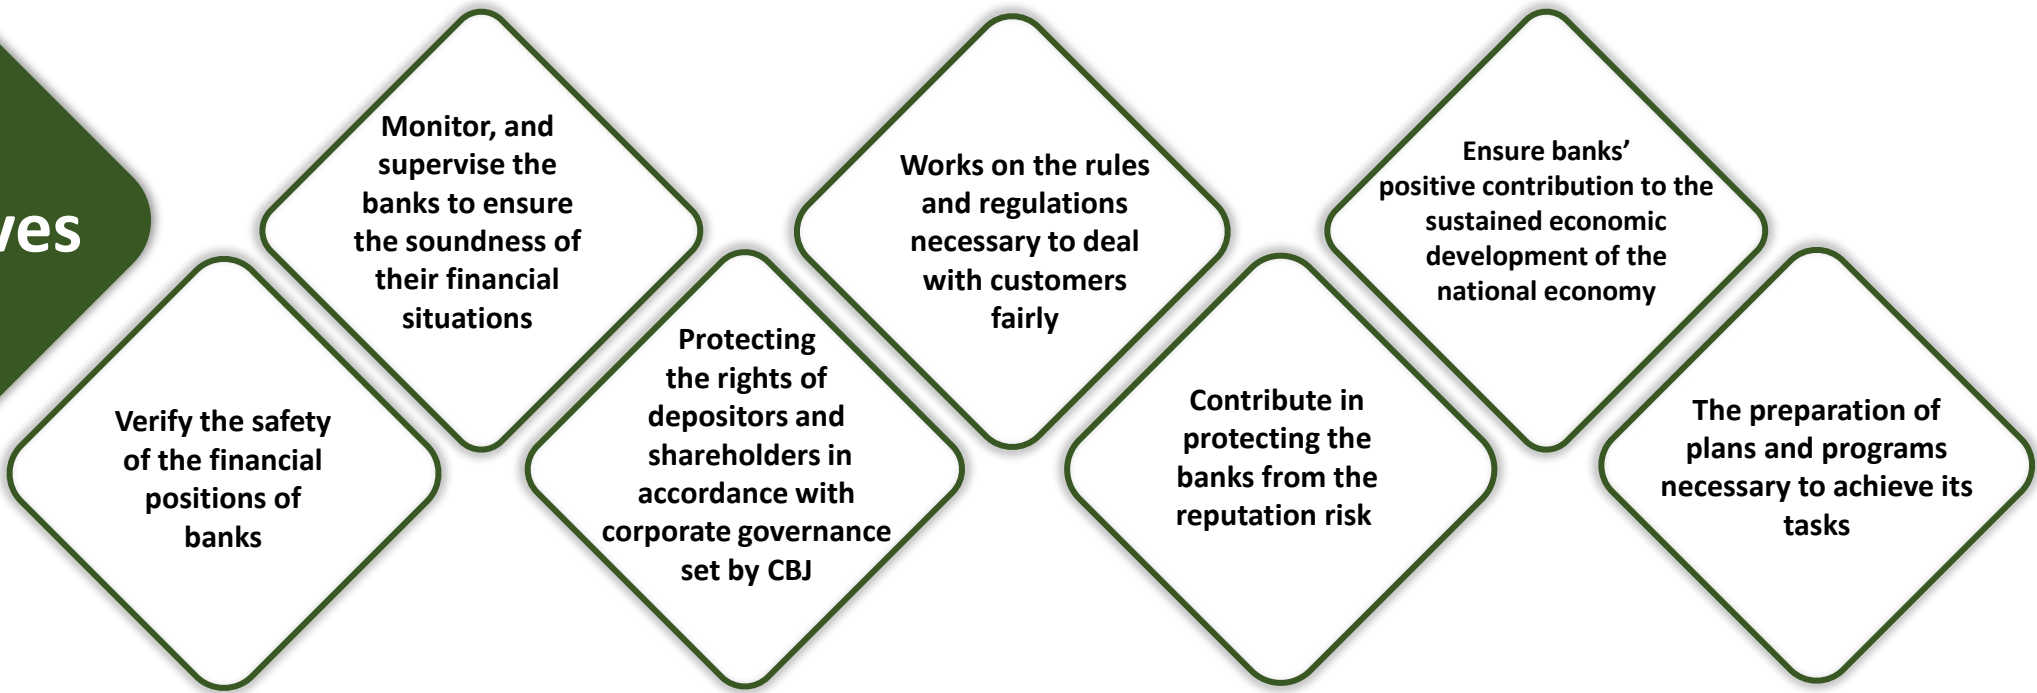 ves
Verify the safety
of the financial
positions of
banks
Monitor, and
supervise the
banks to ensure
the soundness of
their financial
situations
Protecting
the rights of
depositors and
shareholders in
accordance with
corporate governance
set by CBJ
Works on the rules
and regulations
necessary to deal
with customers
fairly
Contribute in
protecting the
banks from the
reputation risk
Ensure banks’
positive contribution to the
sustained economic
development of the
national economy
The preparation of
plans and programs
necessary to achieve its
tasks